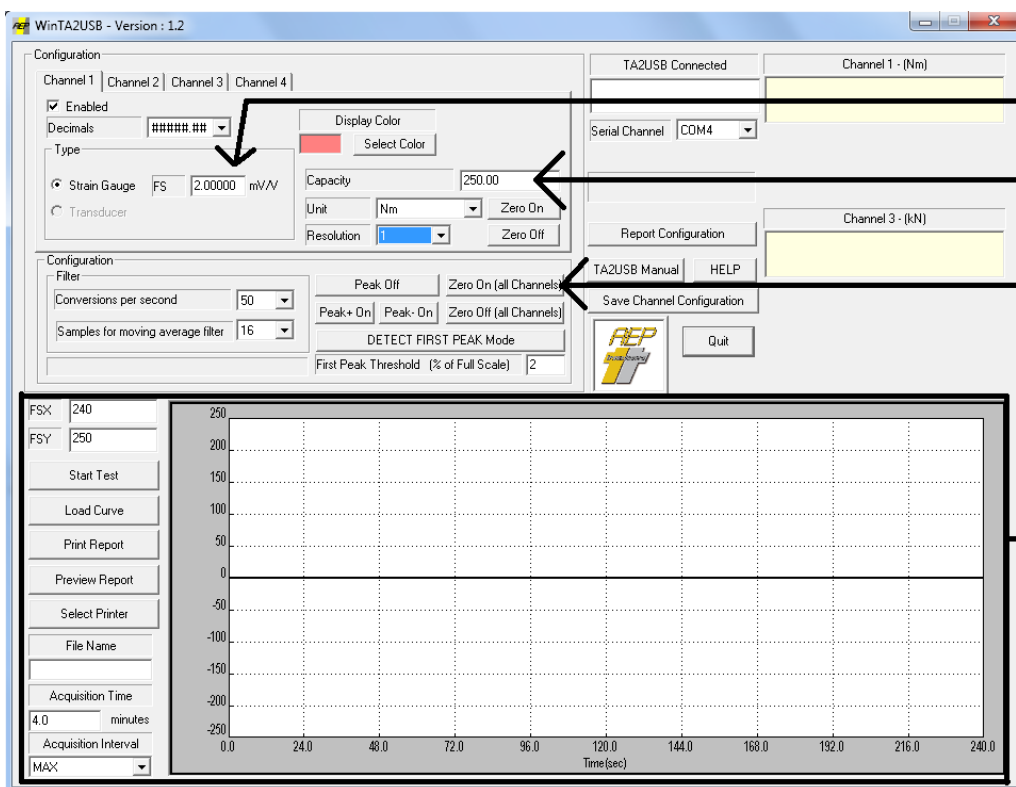 AEP WinTA2USB - Version : 1.2
Configuration
Channel 1 Channel 2 Channel 3 Channel 4
Enabled
Decimals #####.##
Type
Strain Gauge FS 2.00000 mV/V
Transducer
Display Color
Select Color
Capacity 250.00
Unit Nm Zero On
Resolution 1 Zero Off
Configuration
Filter
Conversions per second 50
Samples for moving average filter 16
Peak Off Zero On (all Channels)
Peak+ On Peak- On Zero Off (all Channels)
DETECT FIRST PEAK Mode
First Peak Threshold (% of Full Scale) 2
TA2USB Connected
Serial Channel COM4
Report Configuration
TA2USB Manual HELP
Save Channel Configuration
AEP
Quit
Channel 1 - (Nm)
Channel 3 - (kN)
FSX 240
FSY 250
Start Test
Load Curve
Print Report
Preview Report
Select Printer
File Name
Acquisition Time
4.0 minutes
Acquisition Interval
MAX
250
200
150
100
50
0
-50
-100
-150
-200
-250
0.0 24.0 48.0 72.0 96.0 120.0 144.0 168.0 192.0 216.0 240.0
Time(sec)